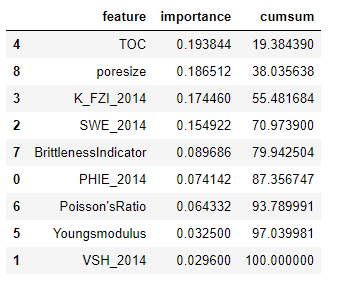 feature importance cumsum
4 TOC 0.193844 19.384390
8 poresize 0.186512 38.035638
3 K_FZI_2014 0.174460 55.481684
2 SWE_2014 0.154922 70.973900
7 BrittlenessIndicator 0.089686 79.942504
0 PHIE_2014 0.074142 87.356747
6 Poisson'sRatio 0.064332 93.789991
5 Youngsmodulus 0.032500 97.039981
1 VSH_2014 0.029600 100.000000